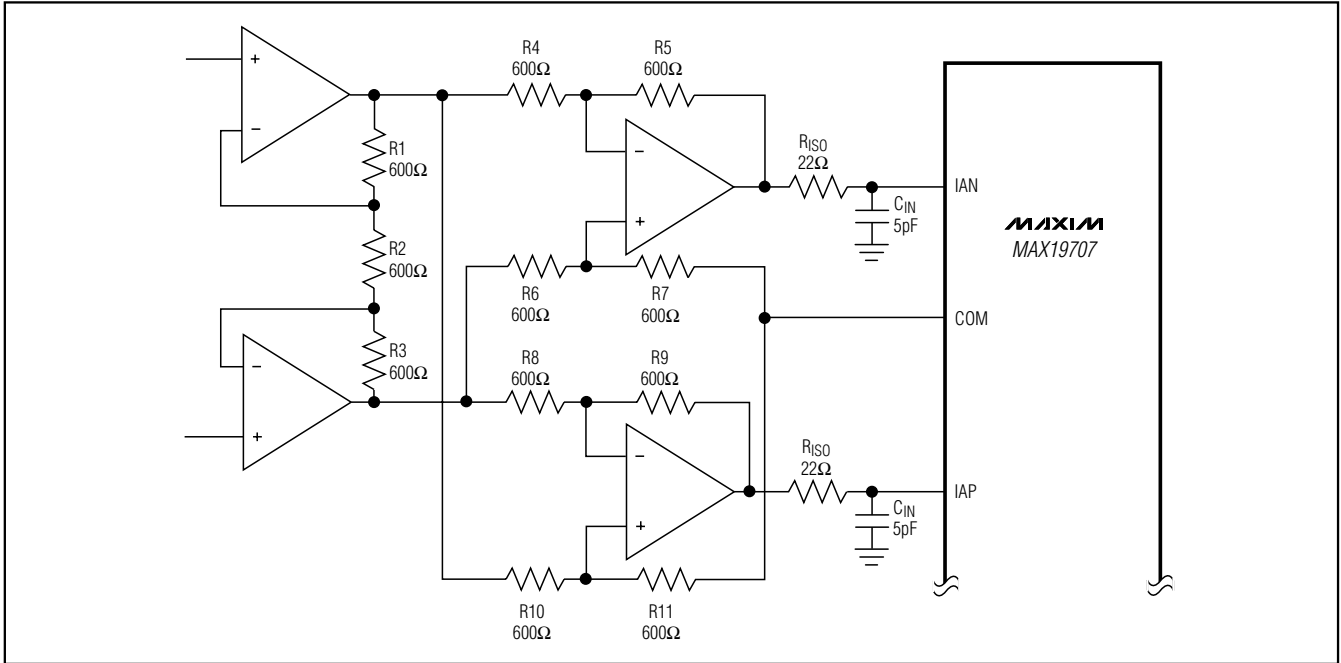 R4
600Ω
R5
600Ω
+
−
R1
600Ω
R2
600Ω
R3
600Ω
−
+
−
+
R6
600Ω
R7
600Ω
R8
600Ω
R9
600Ω
−
+
R10
600Ω
R11
600Ω
RISO
22Ω
CIN
5pF
RISO
22Ω
CIN
5pF
IAN
MAXIM
MAX19707
COM
IAP